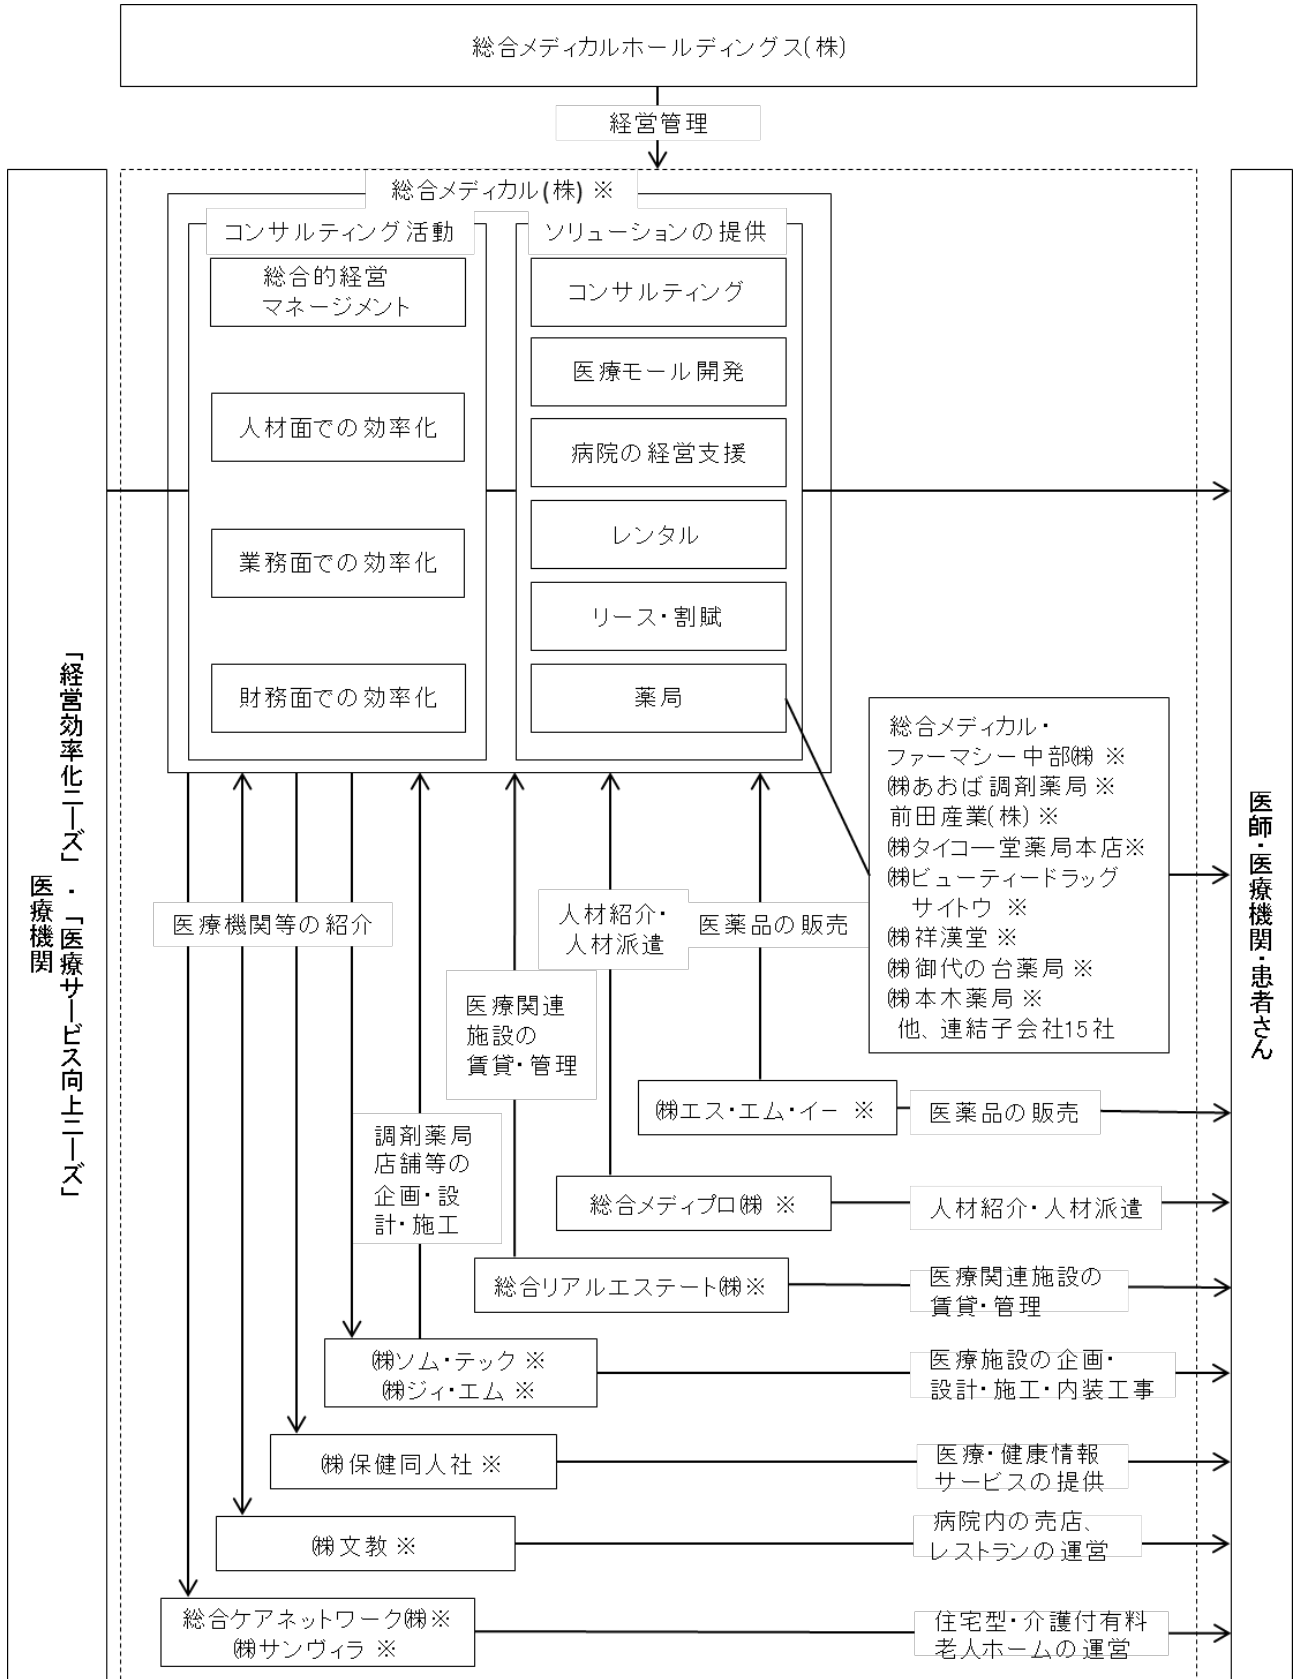 総合メディカルホールディングス(株)
経営管理
総合メディカル(株) ※
コンサルティング活動
総合的経営
マネージメント
人材面での効率化
業務面での効率化
財務面での効率化
ソリューションの提供
コンサルティング
医療モール開発
病院の経営支援
レンタル
リース・割賦
薬局
「経営効率化ニーズ」・「医療サービス向上ニーズ」
医療機関
医師・医療機関・患者さん
総合メディカル・
ファーマシー中部㈱ ※
㈱あおば調剤薬局 ※
前田産業(株) ※
㈱タイコー堂薬局本店※
㈱ビューティードラッグ
サイトウ ※
㈱祥漢堂 ※
㈱御代の台薬局 ※
㈱本木薬局 ※
他、連結子会社15社
医療機関等の紹介
人材紹介・
人材派遣
医薬品の販売
医療関連
施設の
賃貸・管理
調剤薬局
店舗等の
企画・設
計・施工
㈱エス・エム・イー ※
医薬品の販売
総合メディプロ㈱ ※
人材紹介・人材派遣
総合リアルエステート㈱※
医療関連施設の
賃貸・管理
㈱ソム・テック ※
㈱ジィ・エム ※
医療施設の企画・
設計・施工・内装工事
㈱保健同人社 ※
医療・健康情報
サービスの提供
㈱文教 ※
病院内の売店、
レストランの運営
総合ケアネットワーク㈱※
㈱サンヴィラ ※
住宅型・介護付有料
老人ホームの運営